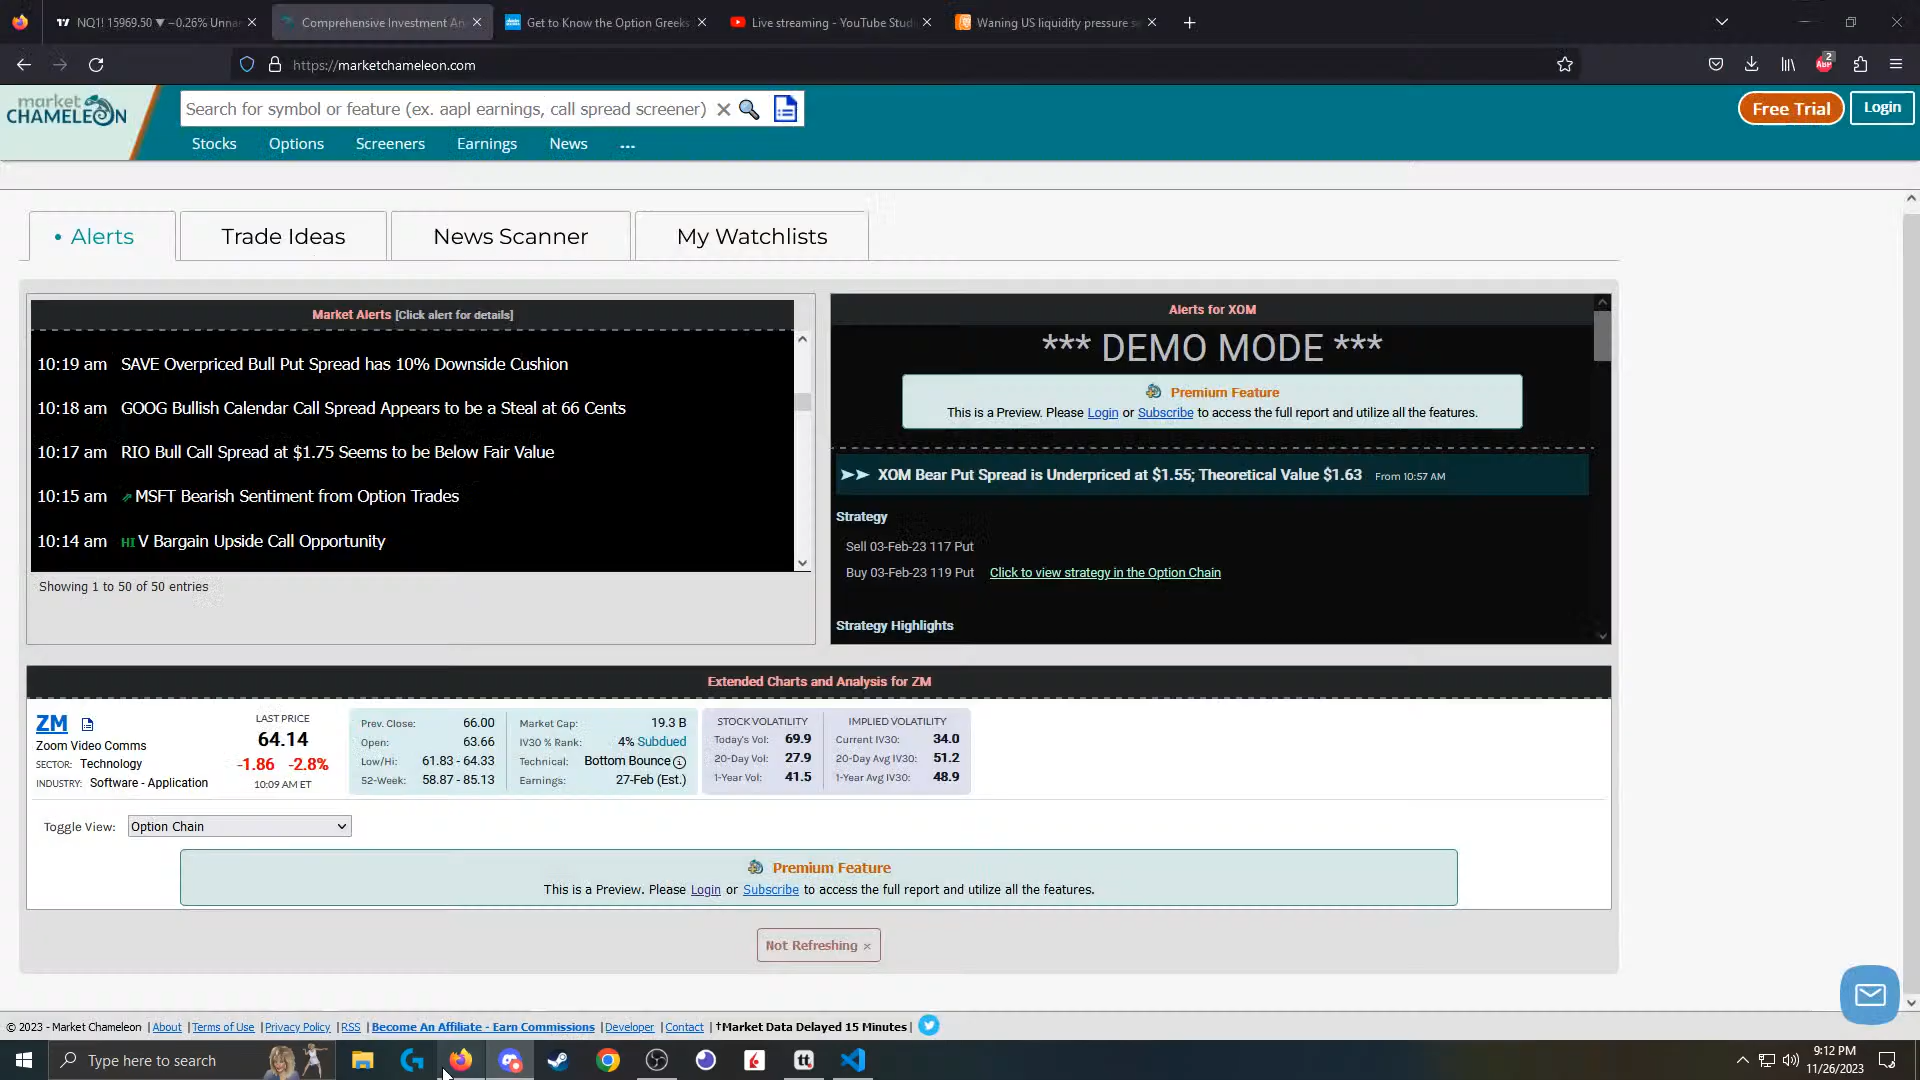 NQ1! 15969.50 ▼ −0.26% Unna
Comprehensive Investment An
Get to Know the Option Greeks
Live streaming - YouTube Studi
Waning US liquidity pressure se
https://marketchameleon.com
2
ABP
market
CHAMELEON
Search for symbol or feature (ex. aapl earnings, call spread screener)
Free Trial
Login
Stocks Options Screeners Earnings News ...
• Alerts
Trade Ideas
News Scanner
My Watchlists
Market Alerts [Click alert for details]
10:19 am SAVE Overpriced Bull Put Spread has 10% Downside Cushion
10:18 am GOOG Bullish Calendar Call Spread Appears to be a Steal at 66 Cents
10:17 am RIO Bull Call Spread at $1.75 Seems to be Below Fair Value
10:15 am MSFT Bearish Sentiment from Option Trades
10:14 am HI V Bargain Upside Call Opportunity
Showing 1 to 50 of 50 entries
Alerts for XOM
*** DEMO MODE ***
Premium Feature
This is a Preview. Please Login or Subscribe to access the full report and utilize all the features.
XOM Bear Put Spread is Underpriced at $1.55; Theoretical Value $1.63 From 10:57 AM
Strategy
Sell 03-Feb-23 117 Put
Buy 03-Feb-23 119 Put Click to view strategy in the Option Chain
Strategy Highlights
Extended Charts and Analysis for ZM
ZM
Zoom Video Comms
SECTOR: Technology
INDUSTRY: Software - Application
LAST PRICE
64.14
-1.86 -2.8%
10:09 AM ET
Prev. Close: 66.00
Open: 63.66
Low/Hi: 61.83 - 64.33
52-Week: 58.87 - 85.13
Market Cap: 19.3 B
IV30 % Rank: 4% Subdued
Technical: Bottom Bounce
Earnings: 27-Feb (Est.)
STOCK VOLATILITY
Today's Vol: 69.9
20-Day Vol: 27.9
1-Year Vol: 41.5
IMPLIED VOLATILITY
Current IV30: 34.0
20-Day Avg IV30: 51.2
1-Year Avg IV30: 48.9
Toggle View: Option Chain
Premium Feature
This is a Preview. Please Login or Subscribe to access the full report and utilize all the features.
Not Refreshing ×
© 2023 - Market Chameleon | About | Terms of Use | Privacy Policy | RSS | Become An Affiliate - Earn Commissions | Developer | Contact | †Market Data Delayed 15 Minutes |
Type here to search
tt
9:12 PM
11/26/2023